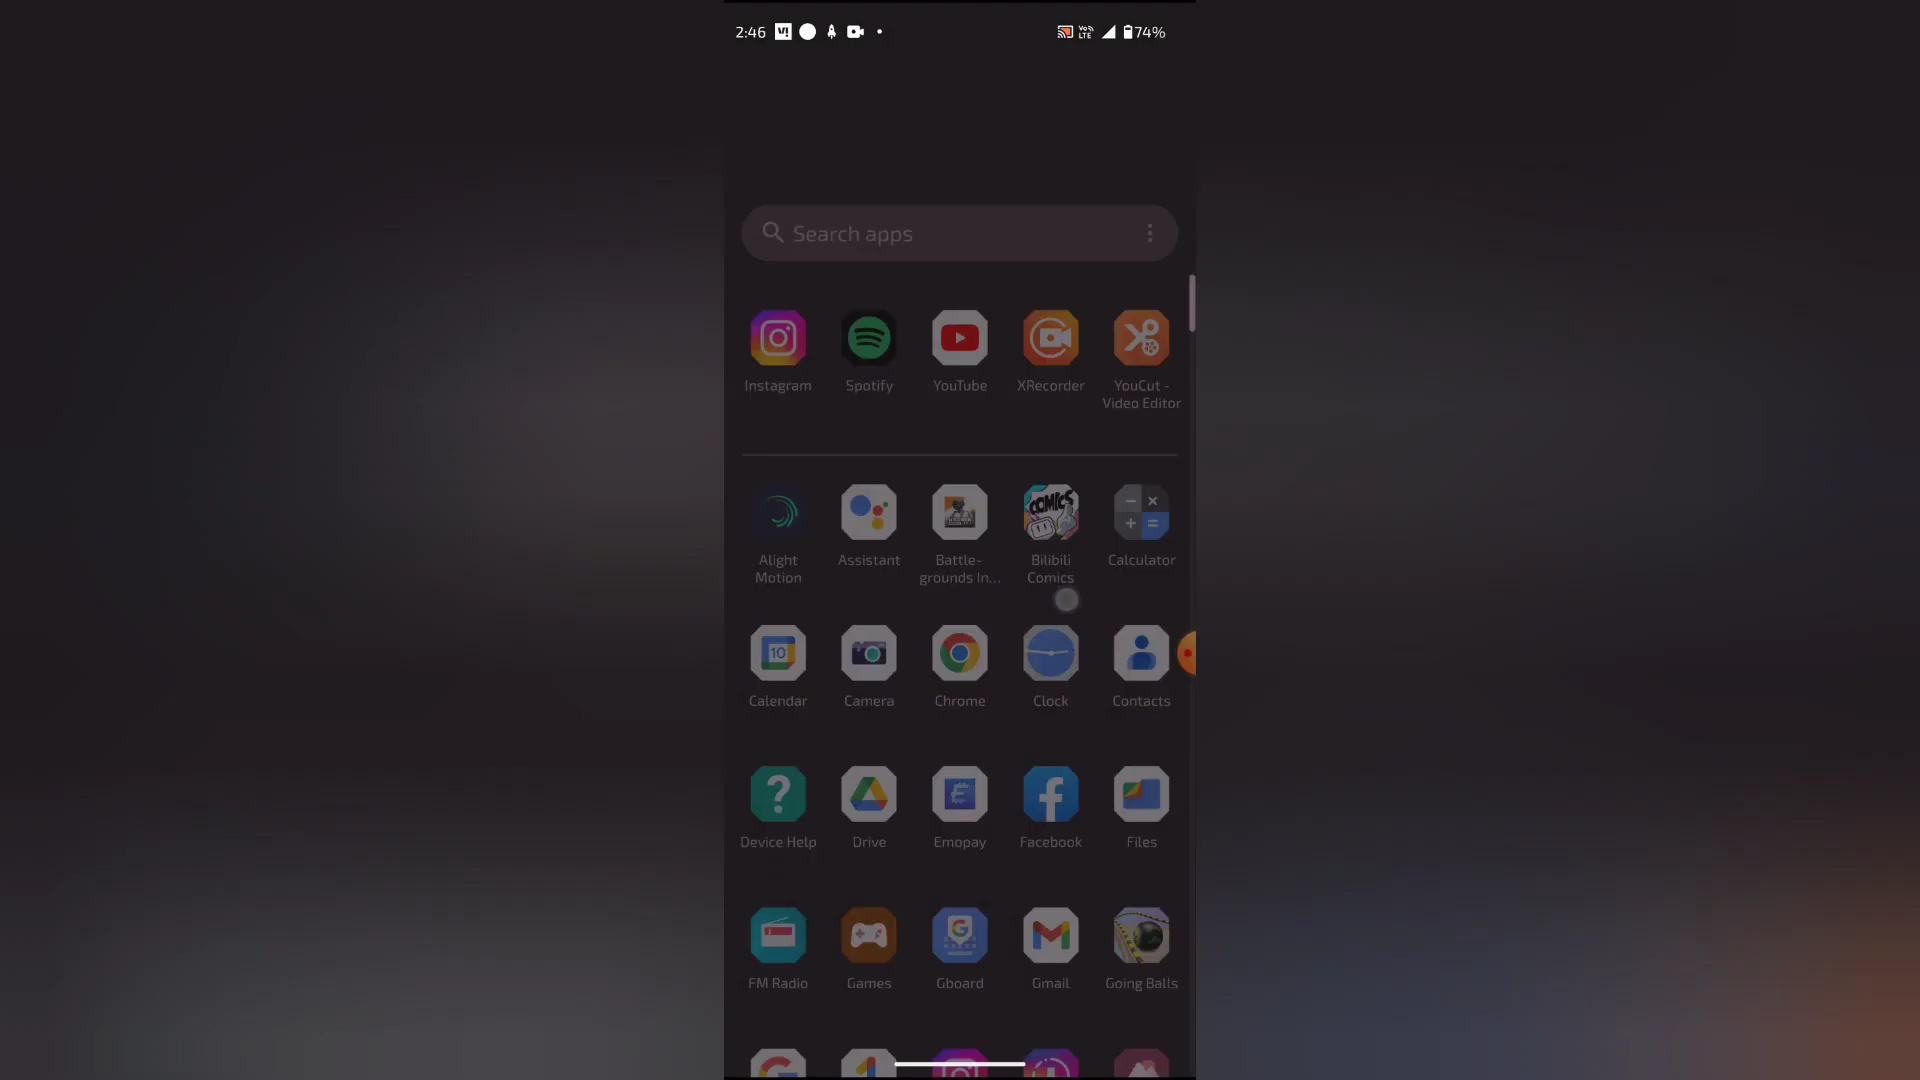 2:46
74%
Search apps
Instagram
Spotify
YouTube
XRecorder
YouCut -
Video Editor
COMICS
Alight
Motion
Assistant
Battle-
grounds In...
Bilibili
Comics
Calculator
10
Calendar
Camera
Chrome
Clock
Contacts
Device Help
Drive
Emopay
Facebook
Files
FM Radio
Games
Gboard
Gmail
Going Balls